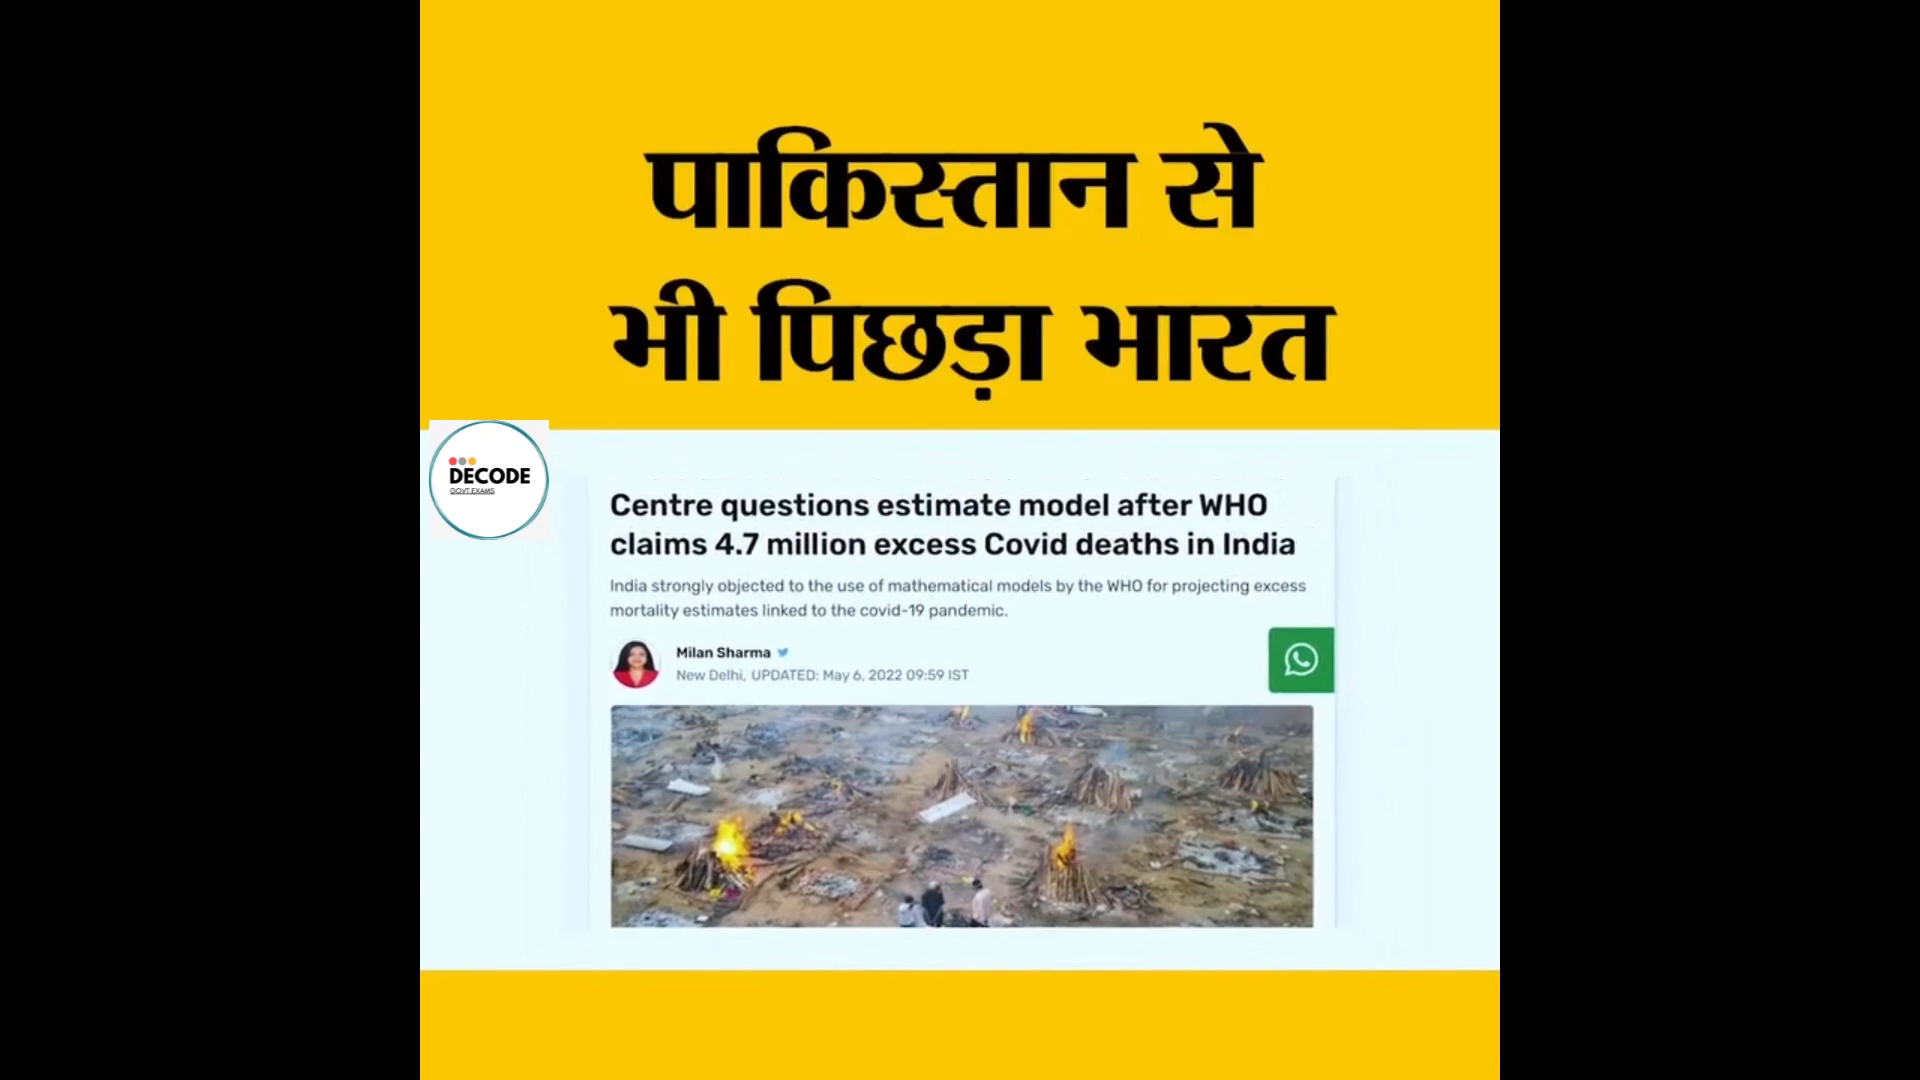 पाकिस्तान से
भी पिछड़ा भारत
DECODE
GOVT.EXAMS
Centre questions estimate model after WHO
claims 4.7 million excess Covid deaths in India
India strongly objected to the use of mathematical models by the WHO for projecting excess
mortality estimates linked to the covid-19 pandemic.
Milan Sharma
New Delhi, UPDATED: May 6, 2022 09:59 IST